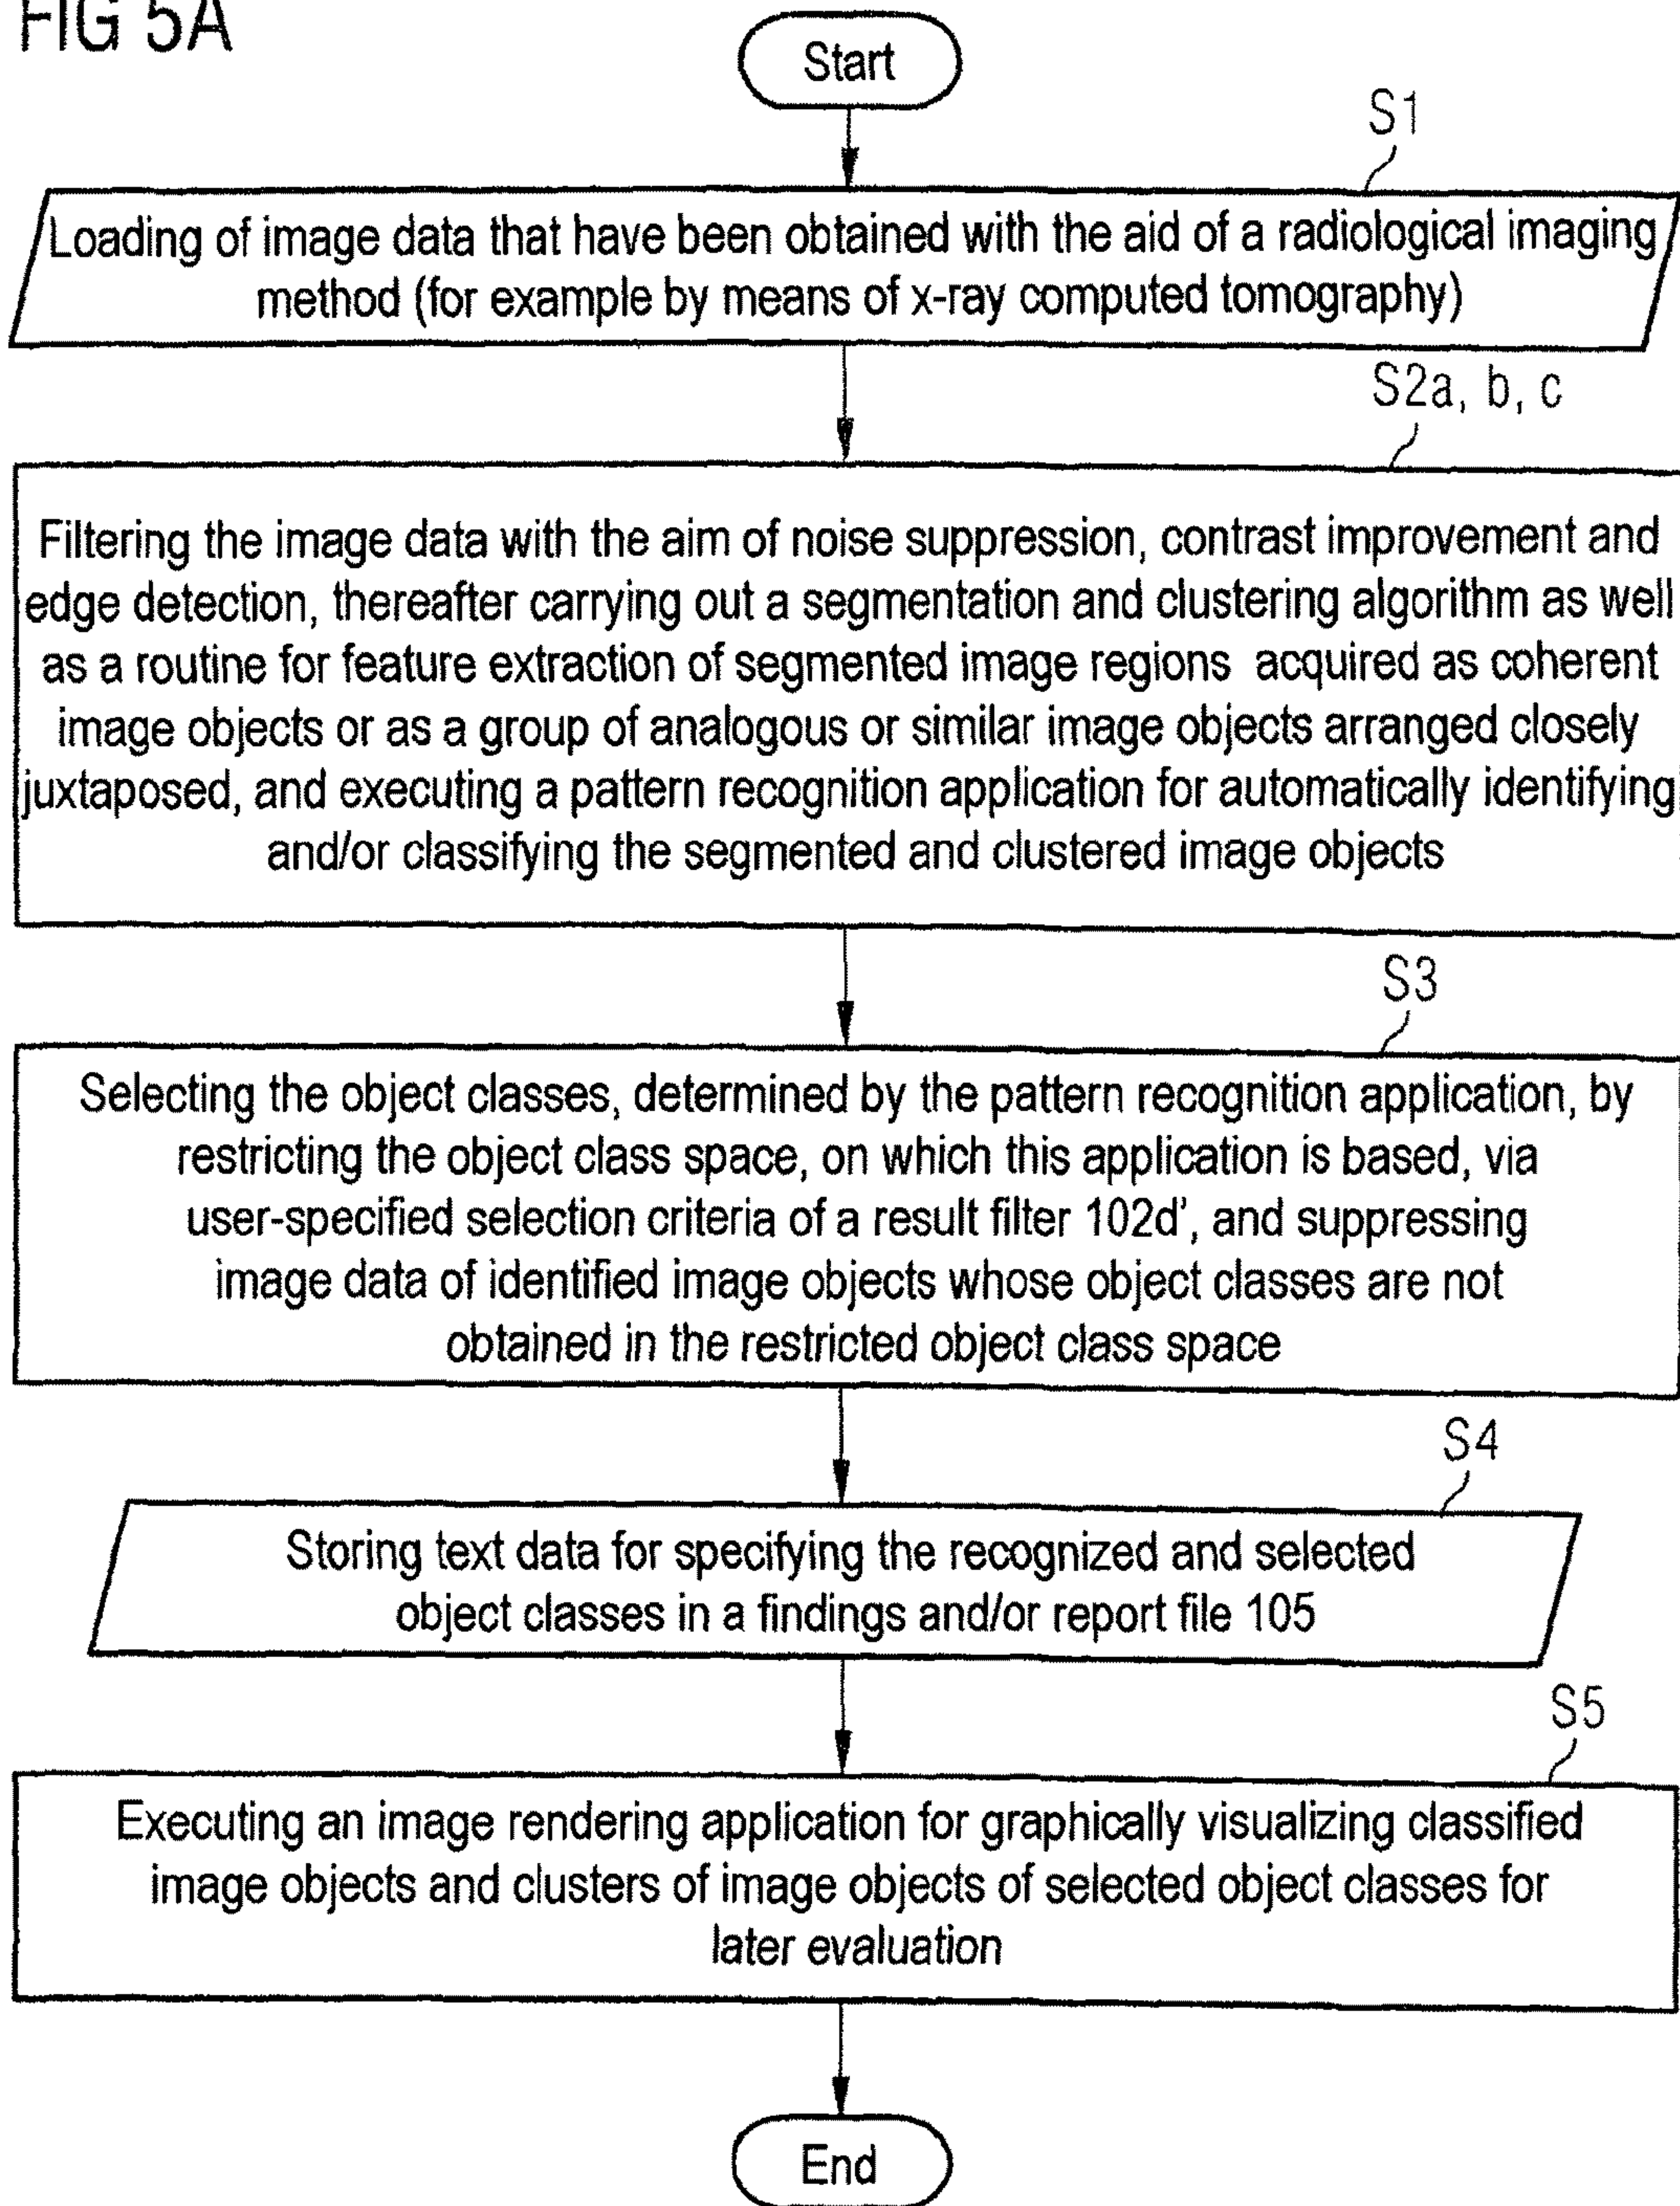 FIG 5A
Start
S1
Loading of image data that have been obtained with the aid of a radiological imaging
method (for example by means of x-ray computed tomography)
S2a, b, c
Filtering the image data with the aim of noise suppression, contrast improvement and
edge detection, thereafter carrying out a segmentation and clustering algorithm as well
as a routine for feature extraction of segmented image regions acquired as coherent
image objects or as a group of analogous or similar image objects arranged closely
juxtaposed, and executing a pattern recognition application for automatically identifying
and/or classifying the segmented and clustered image objects
S3
Selecting the object classes, determined by the pattern recognition application, by
restricting the object class space, on which this application is based, via
user-specified selection criteria of a result filter 102d', and suppressing
image data of identified image objects whose object classes are not
obtained in the restricted object class space
S4
Storing text data for specifying the recognized and selected
object classes in a findings and/or report file 105
S5
Executing an image rendering application for graphically visualizing classified
image objects and clusters of image objects of selected object classes for
later evaluation
End